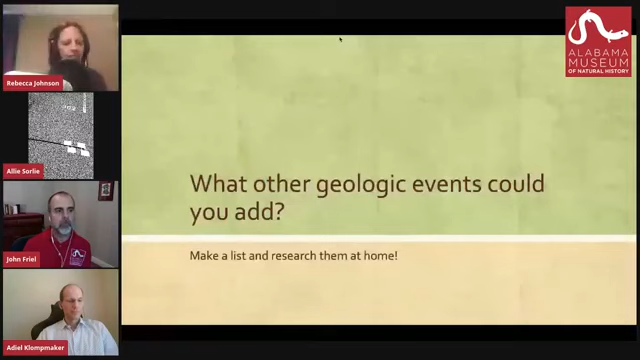 Rebecca Johnson
Allie Sorlie
John Friel
Adiel Klompmaker
ALABAMA
MUSEUM
OF NATURAL HISTORY
What other geologic events could
you add?
Make a list and research them at home!